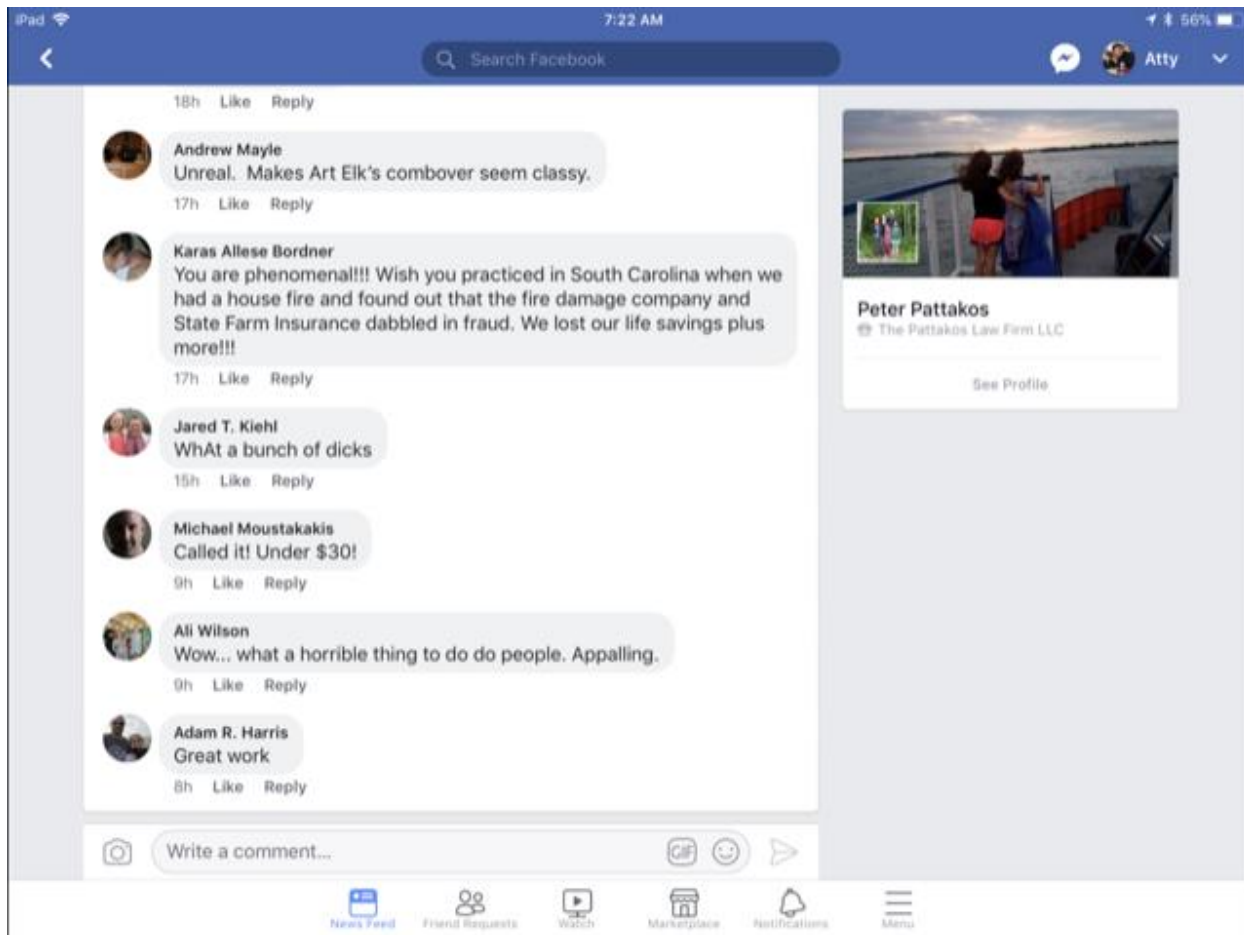 iPad 7:22 AM 56%
Search Facebook Atty
18h Like Reply
Andrew Mayle
Unreal. Makes Art Elk's combover seem classy.
17h Like Reply
Karas Allese Bordner
You are phenomenal!!! Wish you practiced in South Carolina when we
had a house fire and found out that the fire damage company and
State Farm Insurance dabbled in fraud. We lost our life savings plus
more!!!
17h Like Reply
Jared T. Kiehl
WhAt a bunch of dicks
15h Like Reply
Michael Moustakakis
Called it! Under $30!
9h Like Reply
Ali Wilson
Wow... what a horrible thing to do do people. Appalling.
9h Like Reply
Adam R. Harris
Great work
8h Like Reply
Write a comment... GIF
Peter Pattakos
The Pattakos Law Firm LLC
See Profile
News Feed Friend Requests Watch Marketplace Notifications Menu